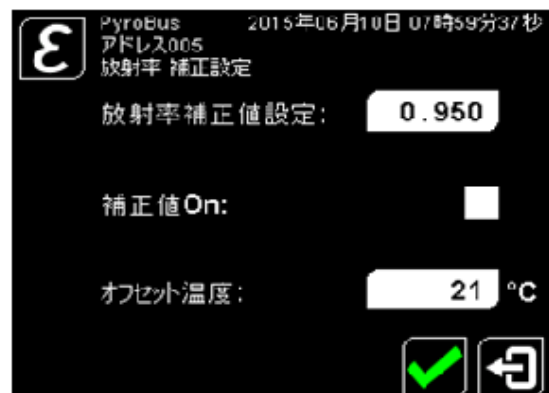 ε
PyroBus 2015年06月10日 07時59分37秒
アドレス005
放射率 補正設定
放射率補正値設定: 0.950
補正値On:
オフセット温度: 21 °C